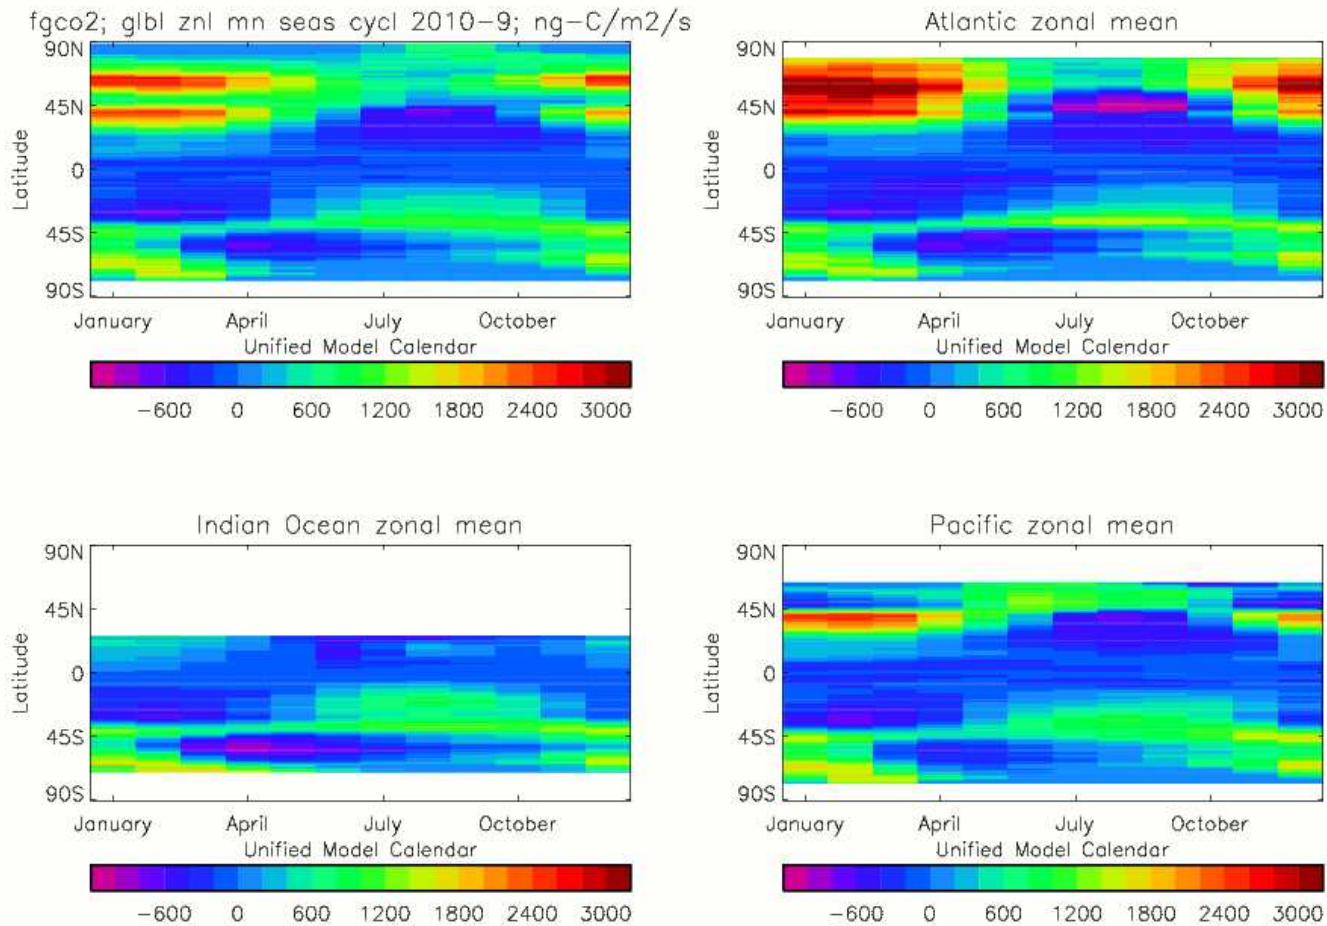 fgco2; glbl znl mn seas cycl 2010-9; ng-C/m2/s
90N
45N
0
45S
90S
Latitude
January April July October
Unified Model Calendar
-600 0 600 1200 1800 2400 3000
Atlantic zonal mean
90N
45N
0
45S
90S
Latitude
January April July October
Unified Model Calendar
-600 0 600 1200 1800 2400 3000
Indian Ocean zonal mean
90N
45N
0
45S
90S
Latitude
January April July October
Unified Model Calendar
-600 0 600 1200 1800 2400 3000
Pacific zonal mean
90N
45N
0
45S
90S
Latitude
January April July October
Unified Model Calendar
-600 0 600 1200 1800 2400 3000